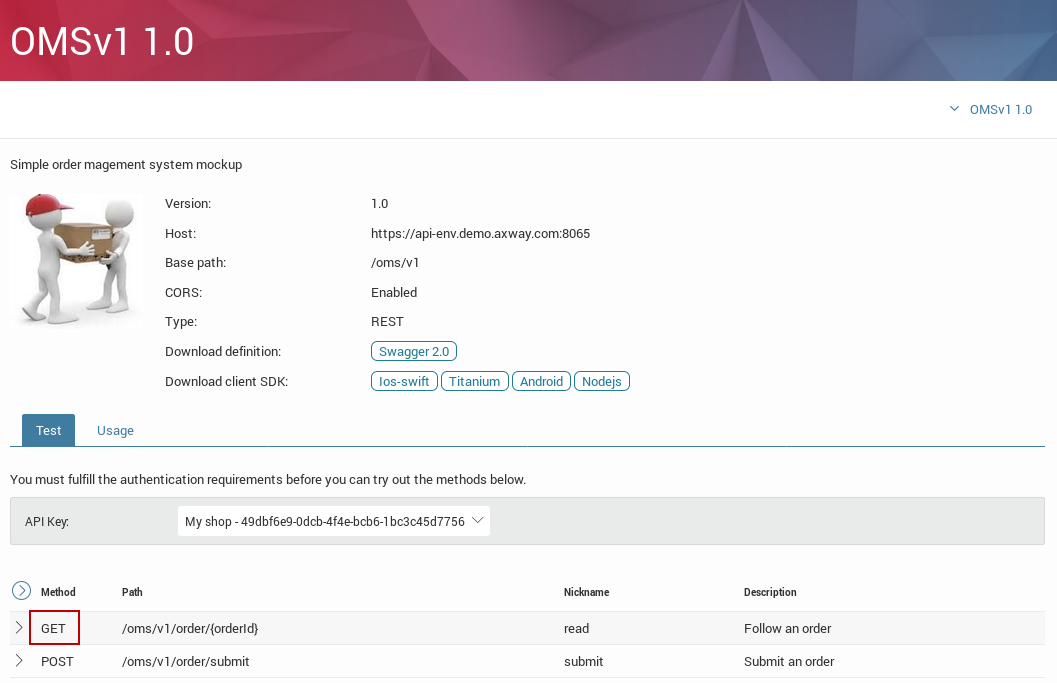 OMSv1 1.0
OMSv1 1.0
Simple order magement system mockup
Version: 1.0
Host: https://api-env.demo.axway.com:8065
Base path: /oms/v1
CORS: Enabled
Type: REST
Download definition: Swagger 2.0
Download client SDK: Ios-swift Titanium Android Nodejs
Test Usage
You must fulfill the authentication requirements before you can try out the methods below.
API Key: My shop - 49dbf6e9-0dcb-4f4e-bcb6-1bc3c45d7756
Method Path Nickname Description
GET /oms/v1/order/{orderId} read Follow an order
POST /oms/v1/order/submit submit Submit an order